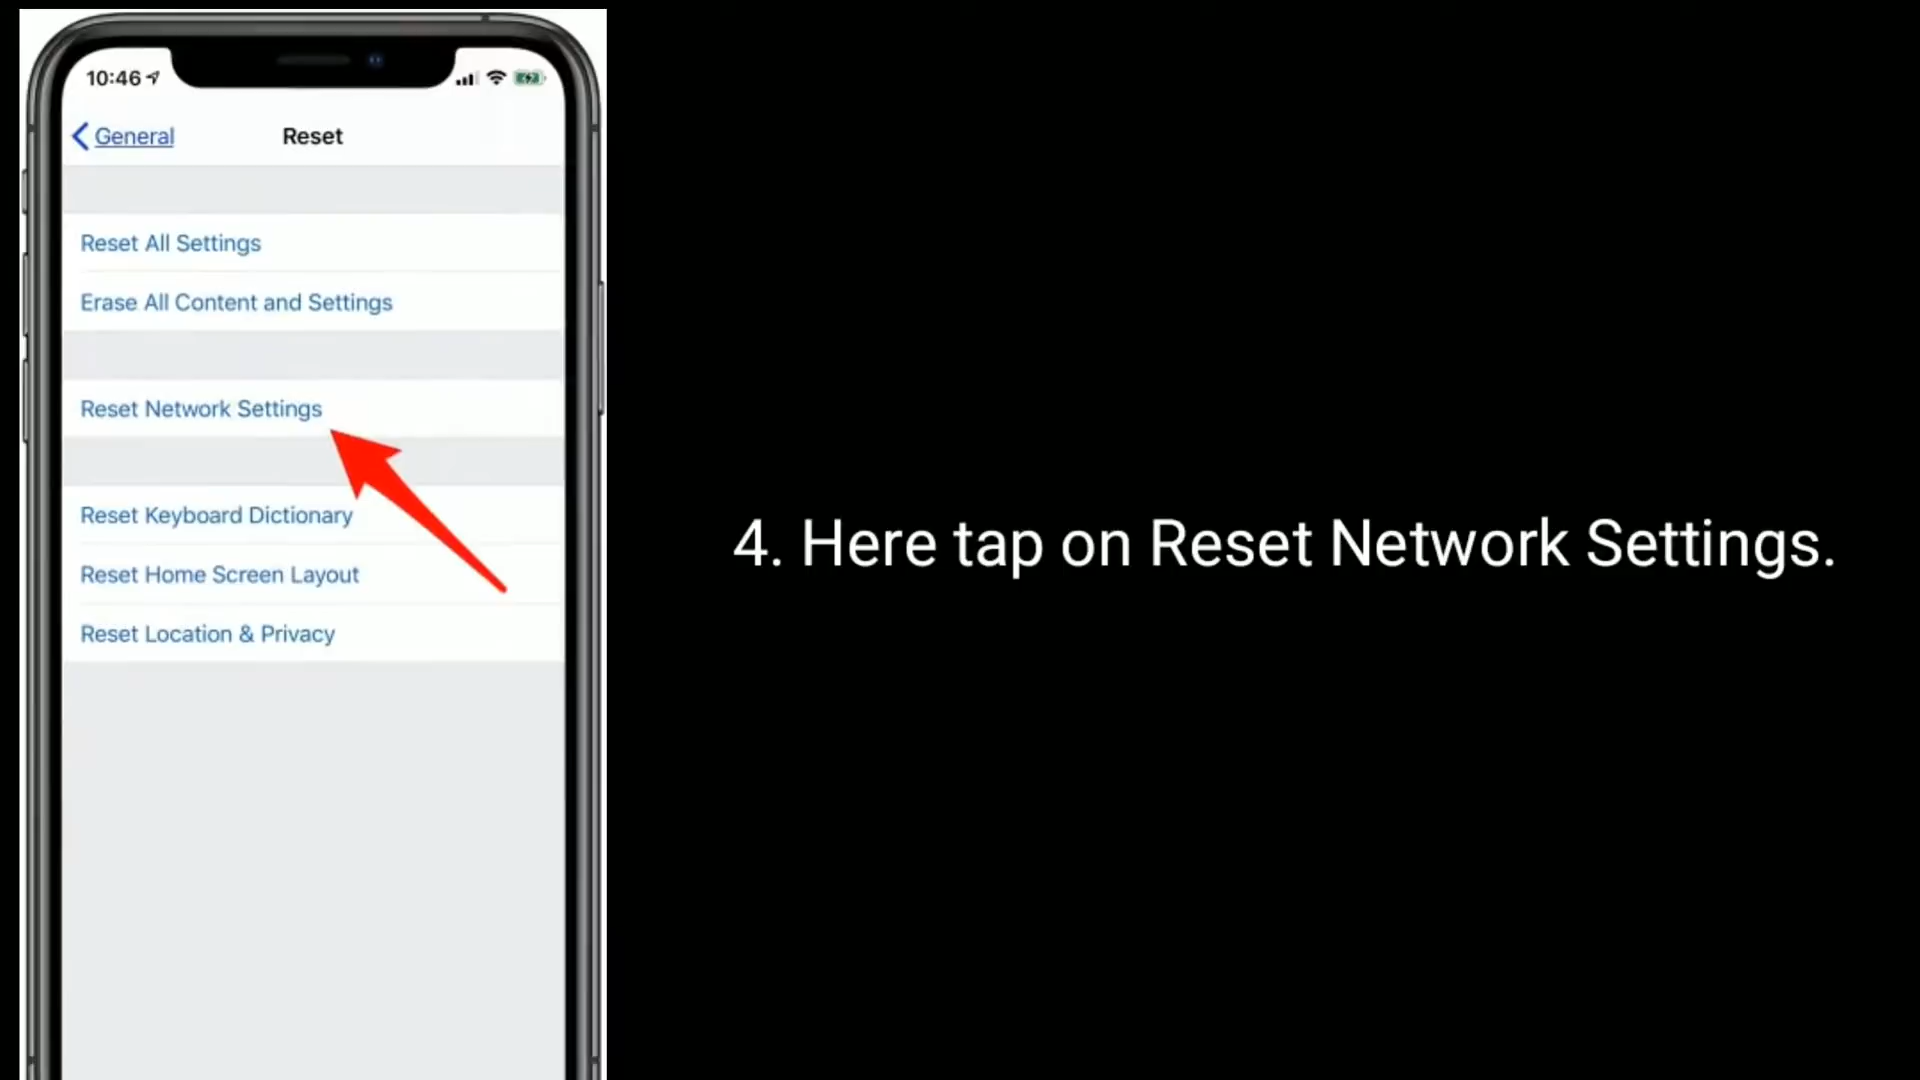 10:46
General
Reset
Reset All Settings
Erase All Content and Settings
Reset Network Settings
Reset Keyboard Dictionary
Reset Home Screen Layout
Reset Location & Privacy
4. Here tap on Reset Network Settings.